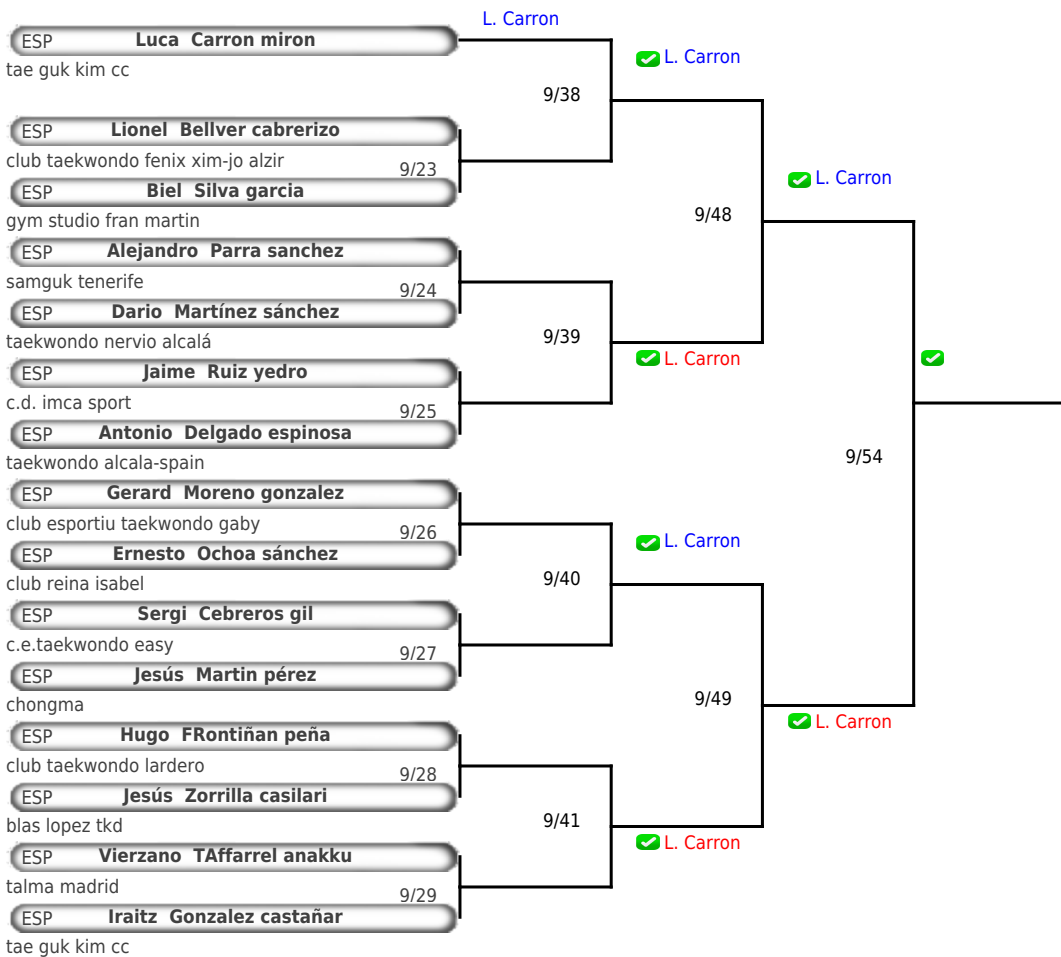 L. Carron
ESP Luca Carron miron
tae guk kim cc
L. Carron
9/38
ESP Lionel Bellver cabrerizo
club taekwondo fenix xim-jo alzir
9/23
ESP Biel Silva garcia
gym studio fran martin
L. Carron
9/48
ESP Alejandro Parra sanchez
samguk tenerife
9/24
ESP Dario Martínez sánchez
taekwondo nervio alcalá
9/39
L. Carron
ESP Jaime Ruiz yedro
c.d. imca sport
9/25
ESP Antonio Delgado espinosa
taekwondo alcala-spain
9/54
ESP Gerard Moreno gonzalez
club esportiu taekwondo gaby
9/26
L. Carron
ESP Ernesto Ochoa sánchez
club reina isabel
9/40
ESP Sergi Cebreros gil
c.e.taekwondo easy
9/27
ESP Jesús Martin pérez
chongma
9/49
L. Carron
ESP Hugo FRontiñan peña
club taekwondo lardero
9/28
ESP Jesús Zorrilla casilari
blas lopez tkd
9/41
L. Carron
ESP Vierzano TAffarrel anakku
talma madrid
9/29
ESP Iraitz Gonzalez castañar
tae guk kim cc